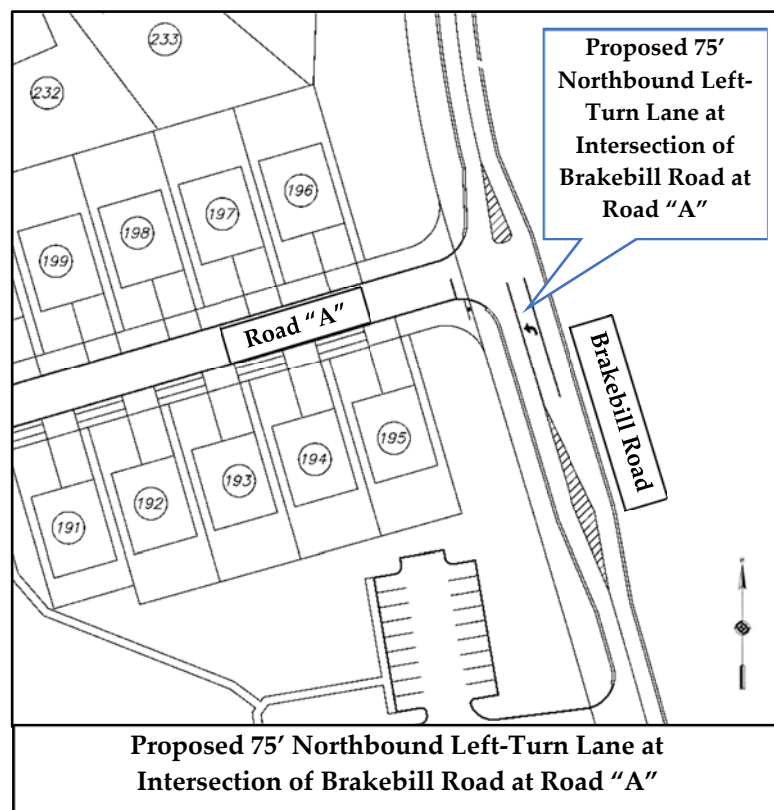 233
232
Proposed 75’
Northbound Left-
Turn Lane at
Intersection of
Brakebill Road at
Road “A”
196
197
198
199
Road “A”
Brakebill Road
195
194
193
192
191
Proposed 75’ Northbound Left-Turn Lane at
Intersection of Brakebill Road at Road “A”